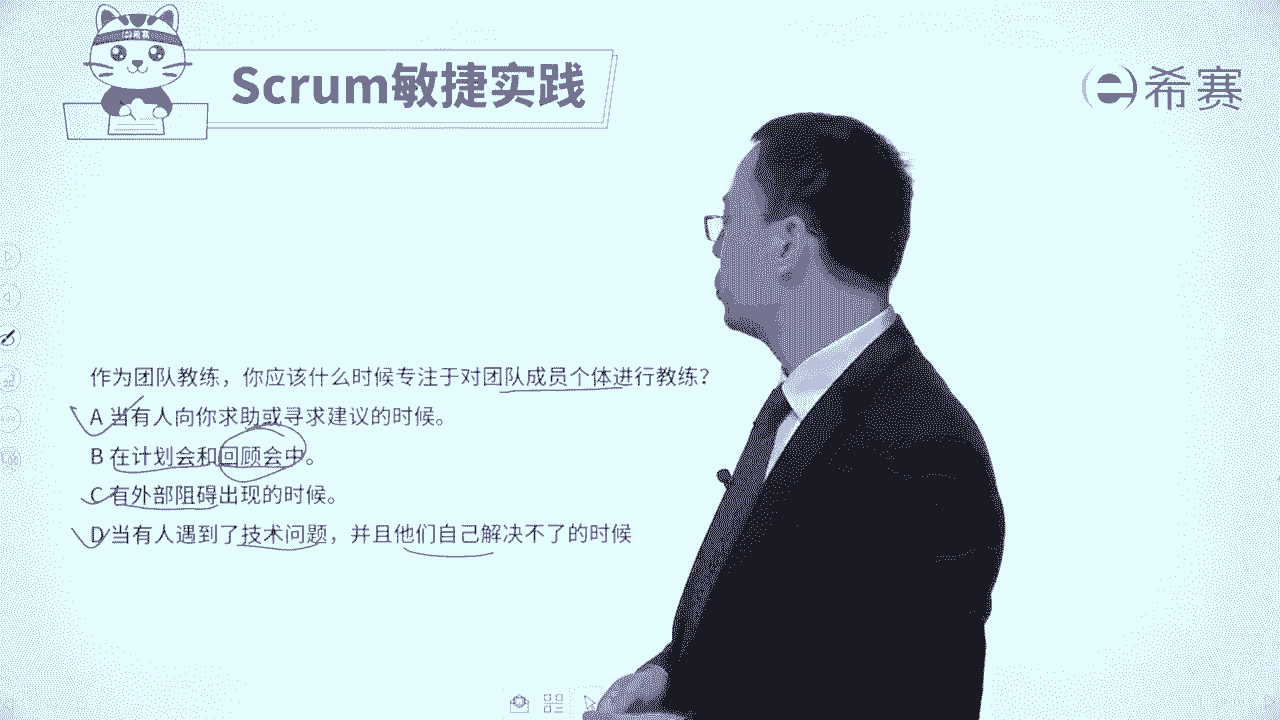 希赛
Scrum敏捷实践
希赛
作为团队教练，你应该什么时候专注于对团队成员个体进行教练？
A 当有人向你求助或寻求建议的时候。
B 在计划会和回顾会中。
C 有外部阻碍出现的时候。
D 当有人遇到了技术问题，并且他们自己解决不了的时候